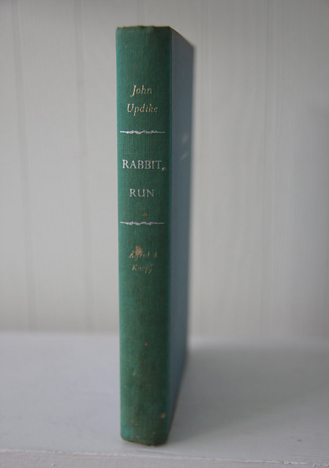 John
Updike
RABBIT,
RUN
Alfred A
Knopf